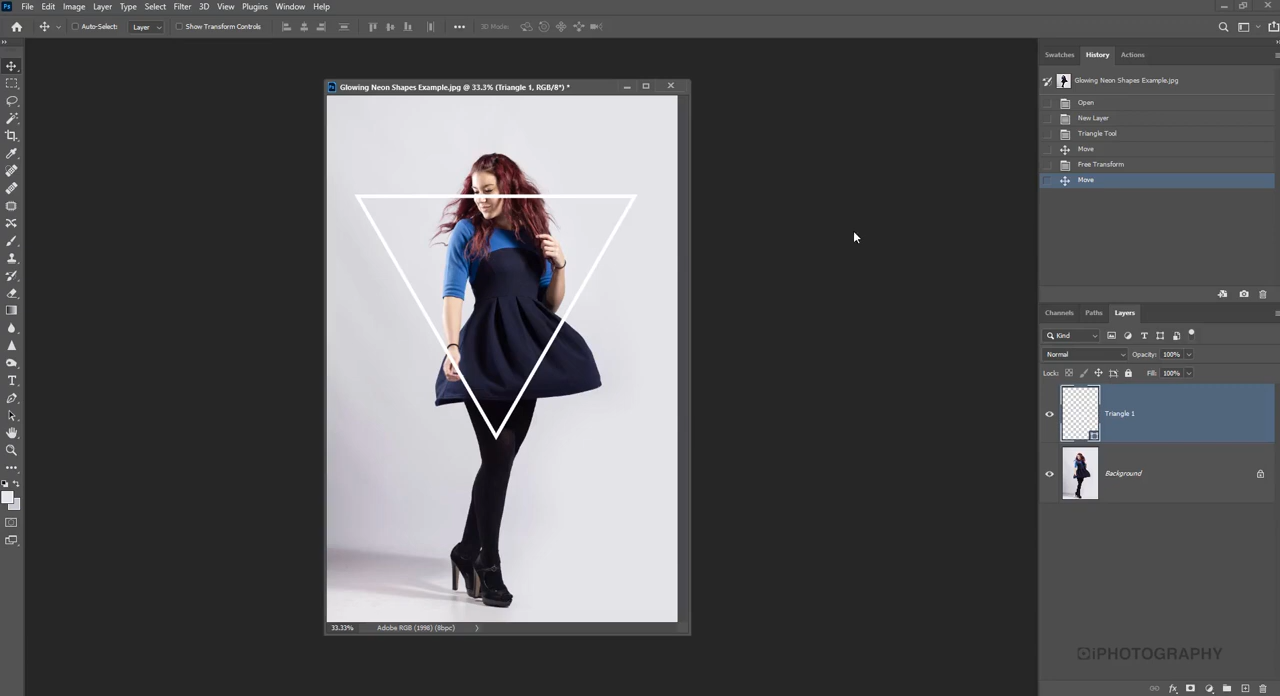 Ps File Edit Image Layer Type Select Filter 3D View Plugins Window Help
Auto-Select: Layer Show Transform Controls 3D Mode:
Swatches History Actions
Glowing Neon Shapes Example.jpg @ 33.3% (Triangle 1, RGB/8*) *
Glowing Neon Shapes Example.jpg
Open
New Layer
Triangle Tool
Move
Free Transform
Move
Channels Paths Layers
Kind
Normal Opacity: 100%
Lock: Fill: 100%
Triangle 1
Background
33.33% Adobe RGB (1998) (8bpc)
iPHOTOGRAPHY